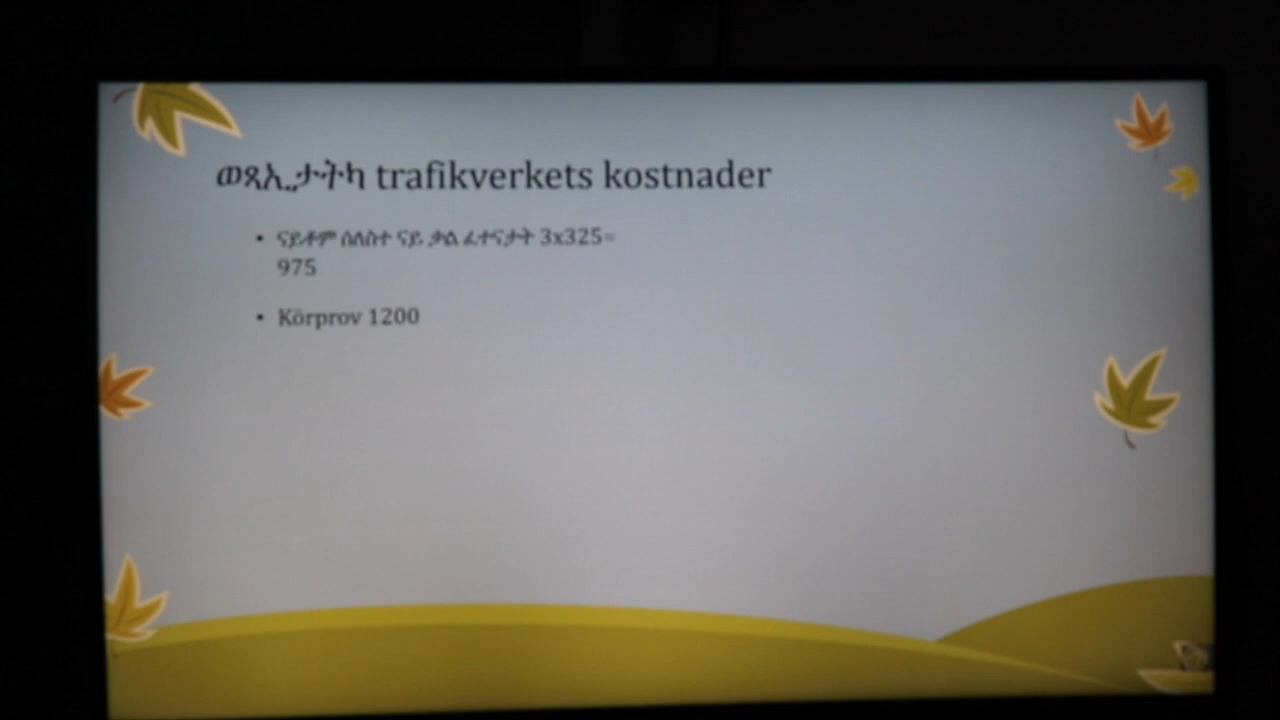 ወጻኢታትካ trafikverkets kostnader
• ናይቶም ሰለስተ ናይ ቃል ፈተናታት 3x325=
975
• Körprov 1200